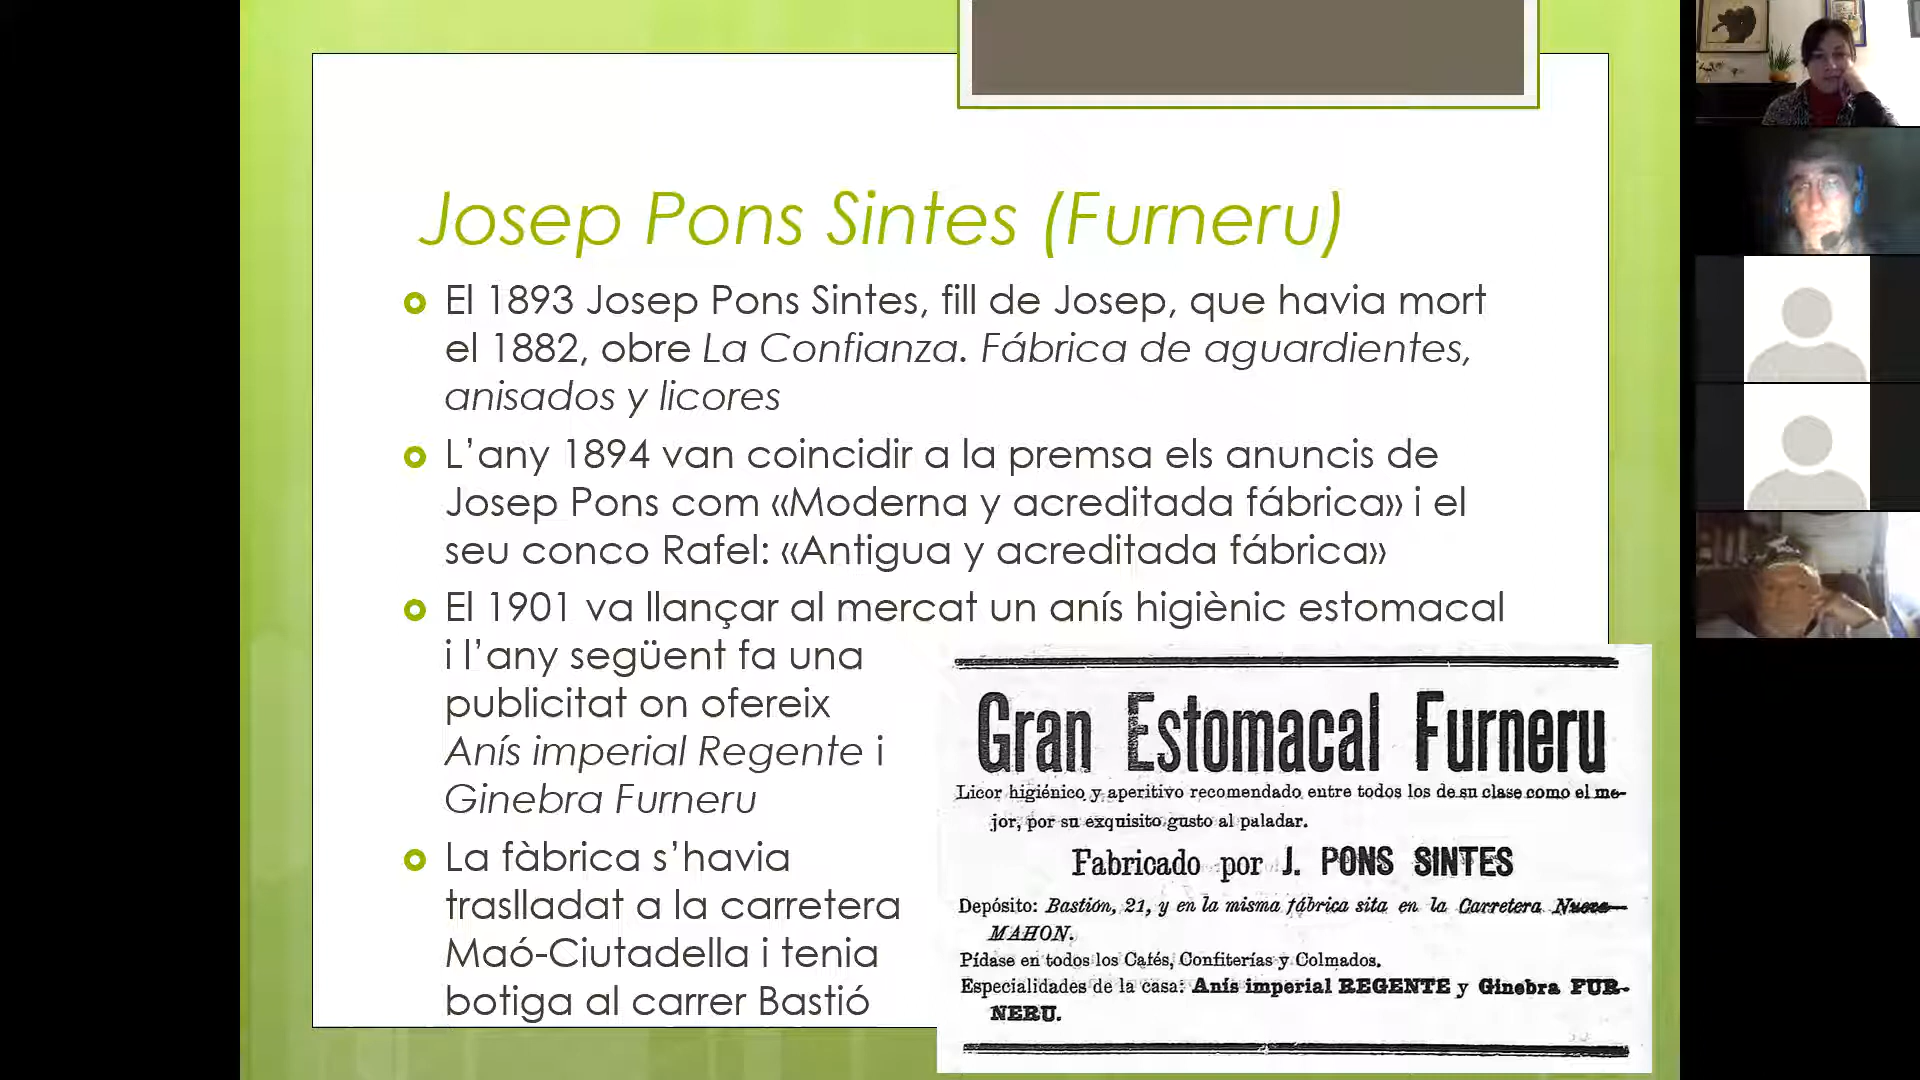 Josep Pons Sintes (Furneru)
El 1893 Josep Pons Sintes, fill de Josep, que havia mort
el 1882, obre La Confianza. Fábrica de aguardientes,
anisados y licores
L'any 1894 van coincidir a la premsa els anuncis de
Josep Pons com «Moderna y acreditada fábrica» i el
seu conco Rafel: «Antigua y acreditada fábrica»
El 1901 va llançar al mercat un anís higiènic estomacal
i l'any següent fa una
publicitat on ofereix
Anís imperial Regente i
Ginebra Furneru
La fàbrica s'havia
traslladat a la carretera
Maó-Ciutadella i tenia
botiga al carrer Bastió
Gran Estomacal Furneru
Licor higiénico y aperitivo recomendado entre todos los de su clase como el me-
jor, por su exquisito gusto al paladar.
Fabricado por J. PONS SINTES
Depósito: Bastión, 21, y en la misma fábrica sita en la Carretera Nueva
MAHON.
Pídase en todos los Cafés, Confiterías y Colmados.
Especialidades de la casa: Anís imperial REGENTE y Ginebra FUR-
NERU.